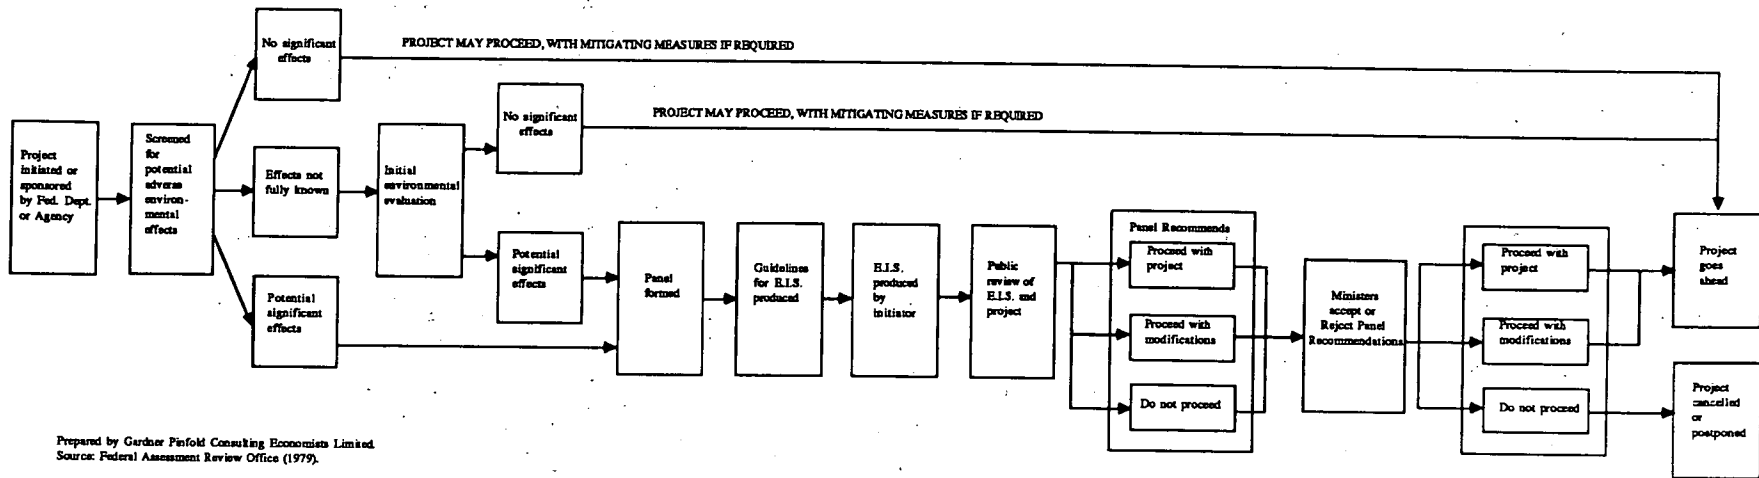 No significant
effects
PROJECT MAY PROCEED, WITH MITIGATING MEASURES IF REQUIRED
No significant
effects
PROJECT MAY PROCEED, WITH MITIGATING MEASURES IF REQUIRED
Project
initiated or
sponsored
by Fed. Dept.
or Agency
Screened
for
potential
adverse
environ-
mental
effects
Effects not
fully known
Initial
environmental
evaluation
Potential
significant
effects
Potential
significant
effects
Panel
formed
Guidelines
for E.I.S.
produced
E.I.S.
produced
by
initiator
Public
review of
E.I.S. and
project
Panel Recommends
Proceed with
project
Proceed with
modifications
Do not proceed
Ministers
accept or
Reject Panel
Recommendations
Proceed with
project
Proceed with
modifications
Do not proceed
Project
goes
ahead
Project
cancelled
or
postponed
Prepared by Gardner Pinfold Consulting Economists Limited.
Source: Federal Assessment Review Office (1979).